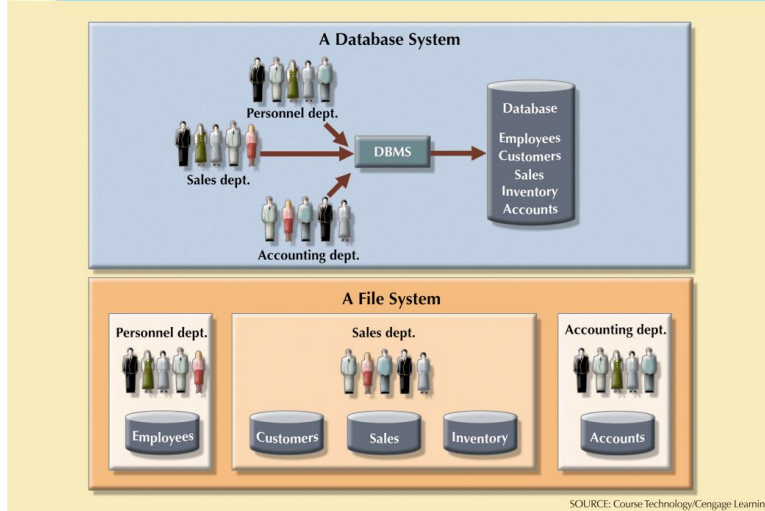 A Database System
Personnel dept.
Sales dept.
Accounting dept.
DBMS
Database
Employees
Customers
Sales
Inventory
Accounts
A File System
Personnel dept.
Employees
Sales dept.
Customers
Sales
Inventory
Accounting dept.
Accounts
SOURCE: Course Technology/Cengage Learnin